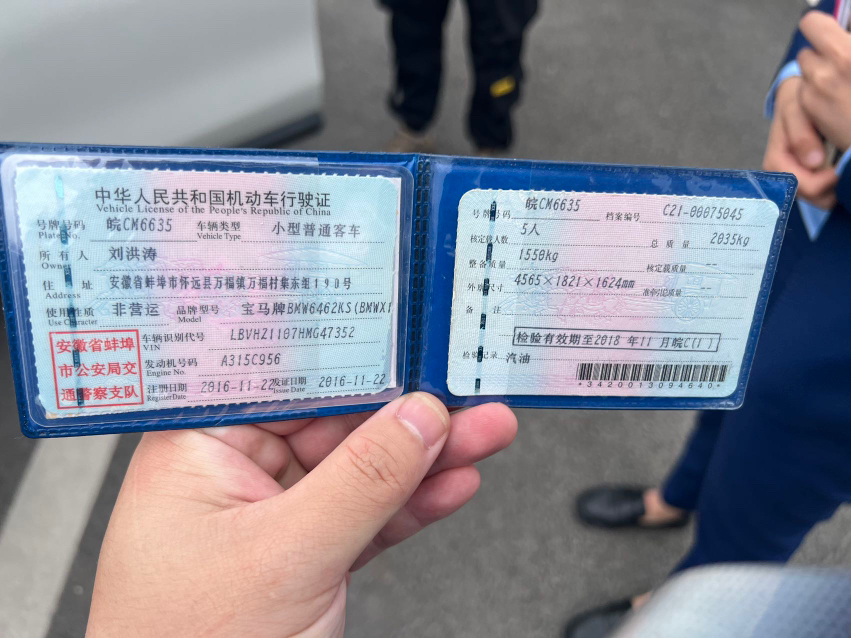 中华人民共和国机动车行驶证
Vehicle License of the People's Republic of China
号牌号码 皖CM6635 车辆类型 小型普通客车
Plate No. Vehicle Type
所有人 刘洪涛
Owner
住址 安徽省蚌埠市怀远县万福镇万福村集东组190号
Address
使用性质 非营运 品牌型号 宝马牌BMW6462KS(BMWX1
Use Character Model
安徽省蚌埠
市公安局交
通警察支队
车辆识别代号 LBVHZ1107HMG47352
VIN
发动机号码 A315C956
Engine No.
注册日期 2016-11-22 发证日期 2016-11-22
Register Date Issue Date
号牌号码 皖CM6635 档案编号 C21-00075045
核定载人数 5人 总质量 2035kg
整备质量 1550kg 核定载质量 --
外廓尺寸 4565×1821×1624mm 准牵引总质量 --
备注
检验有效期至2018 年11 月皖C
检验记录 汽油
*3420013094640*